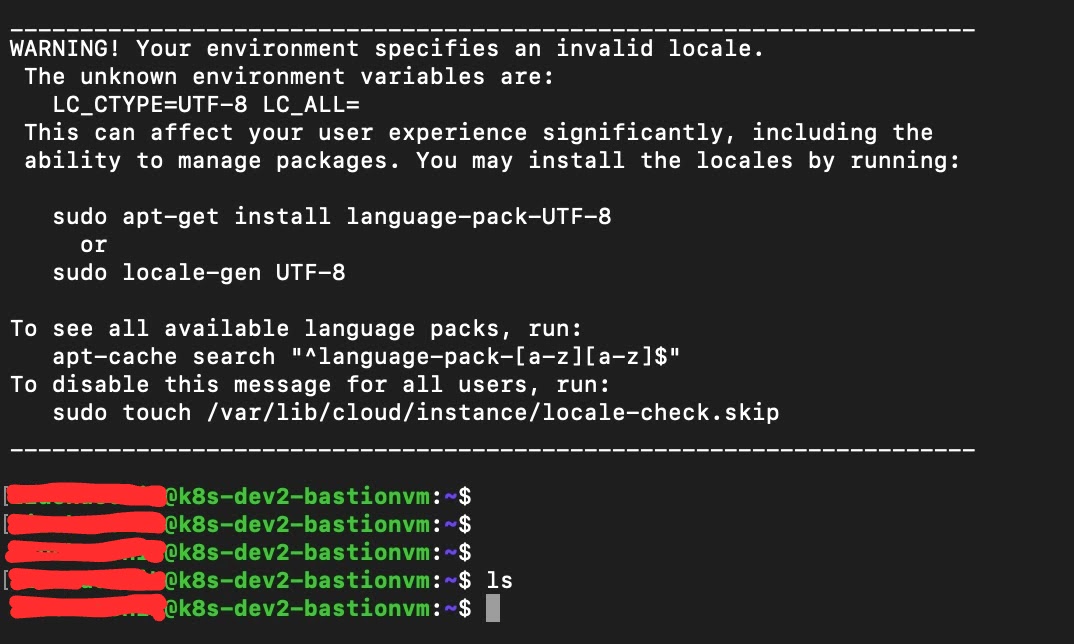 WARNING! Your environment specifies an invalid locale.
The unknown environment variables are:
LC_CTYPE=UTF-8 LC_ALL=
This can affect your user experience significantly, including the
ability to manage packages. You may install the locales by running:
sudo apt-get install language-pack-UTF-8
or
sudo locale-gen UTF-8
To see all available language packs, run:
apt-cache search "^language-pack-[a-z][a-z]$"
To disable this message for all users, run:
sudo touch /var/lib/cloud/instance/locale-check.skip
@k8s-dev2-bastionvm:~$
@k8s-dev2-bastionvm:~$
@k8s-dev2-bastionvm:~$
@k8s-dev2-bastionvm:~$ ls
@k8s-dev2-bastionvm:~$